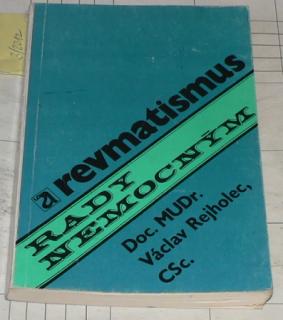 revmatismus
RADY
NEMOCNÝM
Doc. MUDr.
Václav Rejholec,
CSc.